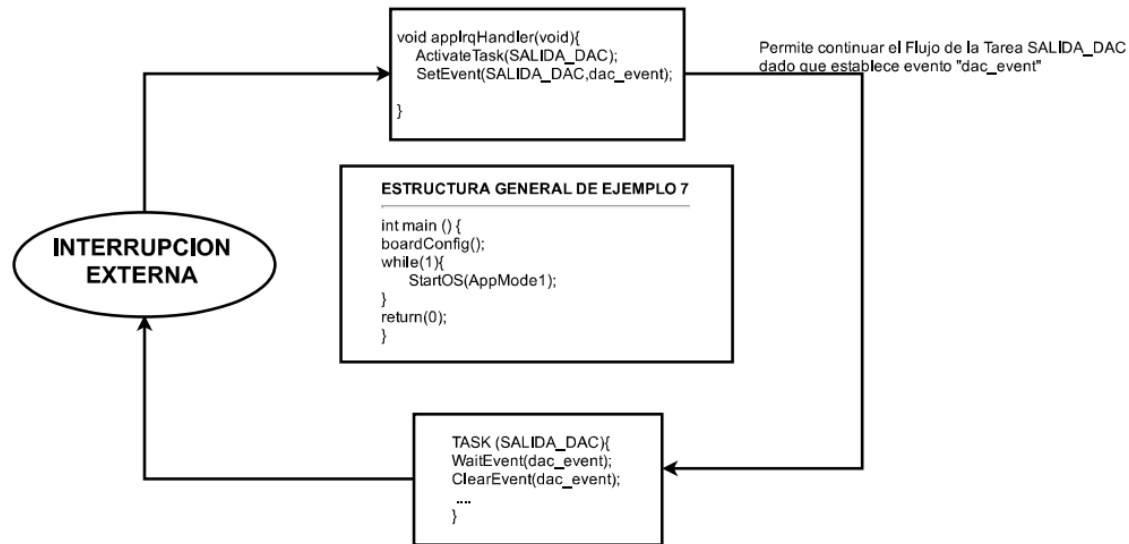 void appIrqHandler(void){
ActivateTask(SALIDA_DAC);
SetEvent(SALIDA_DAC,dac_event);
}
Permite continuar el Flujo de la Tarea SALIDA_DAC
dado que establece evento "dac_event"
ESTRUCTURA GENERAL DE EJEMPLO 7
int main () {
boardConfig();
while(1){
StartOS(AppMode1);
}
return(0);
}
INTERRUPCION
EXTERNA
TASK (SALIDA_DAC){
WaitEvent(dac_event);
ClearEvent(dac_event);
....
}